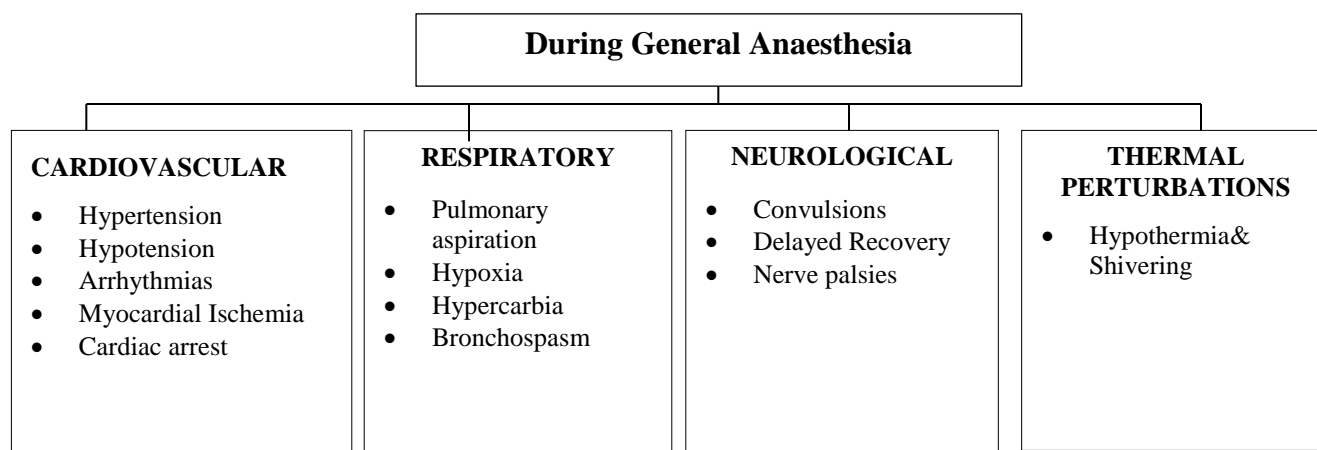 During General Anaesthesia
CARDIOVASCULAR
• Hypertension
• Hypotension
• Arrhythmias
• Myocardial Ischemia
• Cardiac arrest
RESPIRATORY
• Pulmonary
aspiration
• Hypoxia
• Hypercarbia
• Bronchospasm
NEUROLOGICAL
• Convulsions
• Delayed Recovery
• Nerve palsies
THERMAL
PERTURBATIONS
• Hypothermia&
Shivering